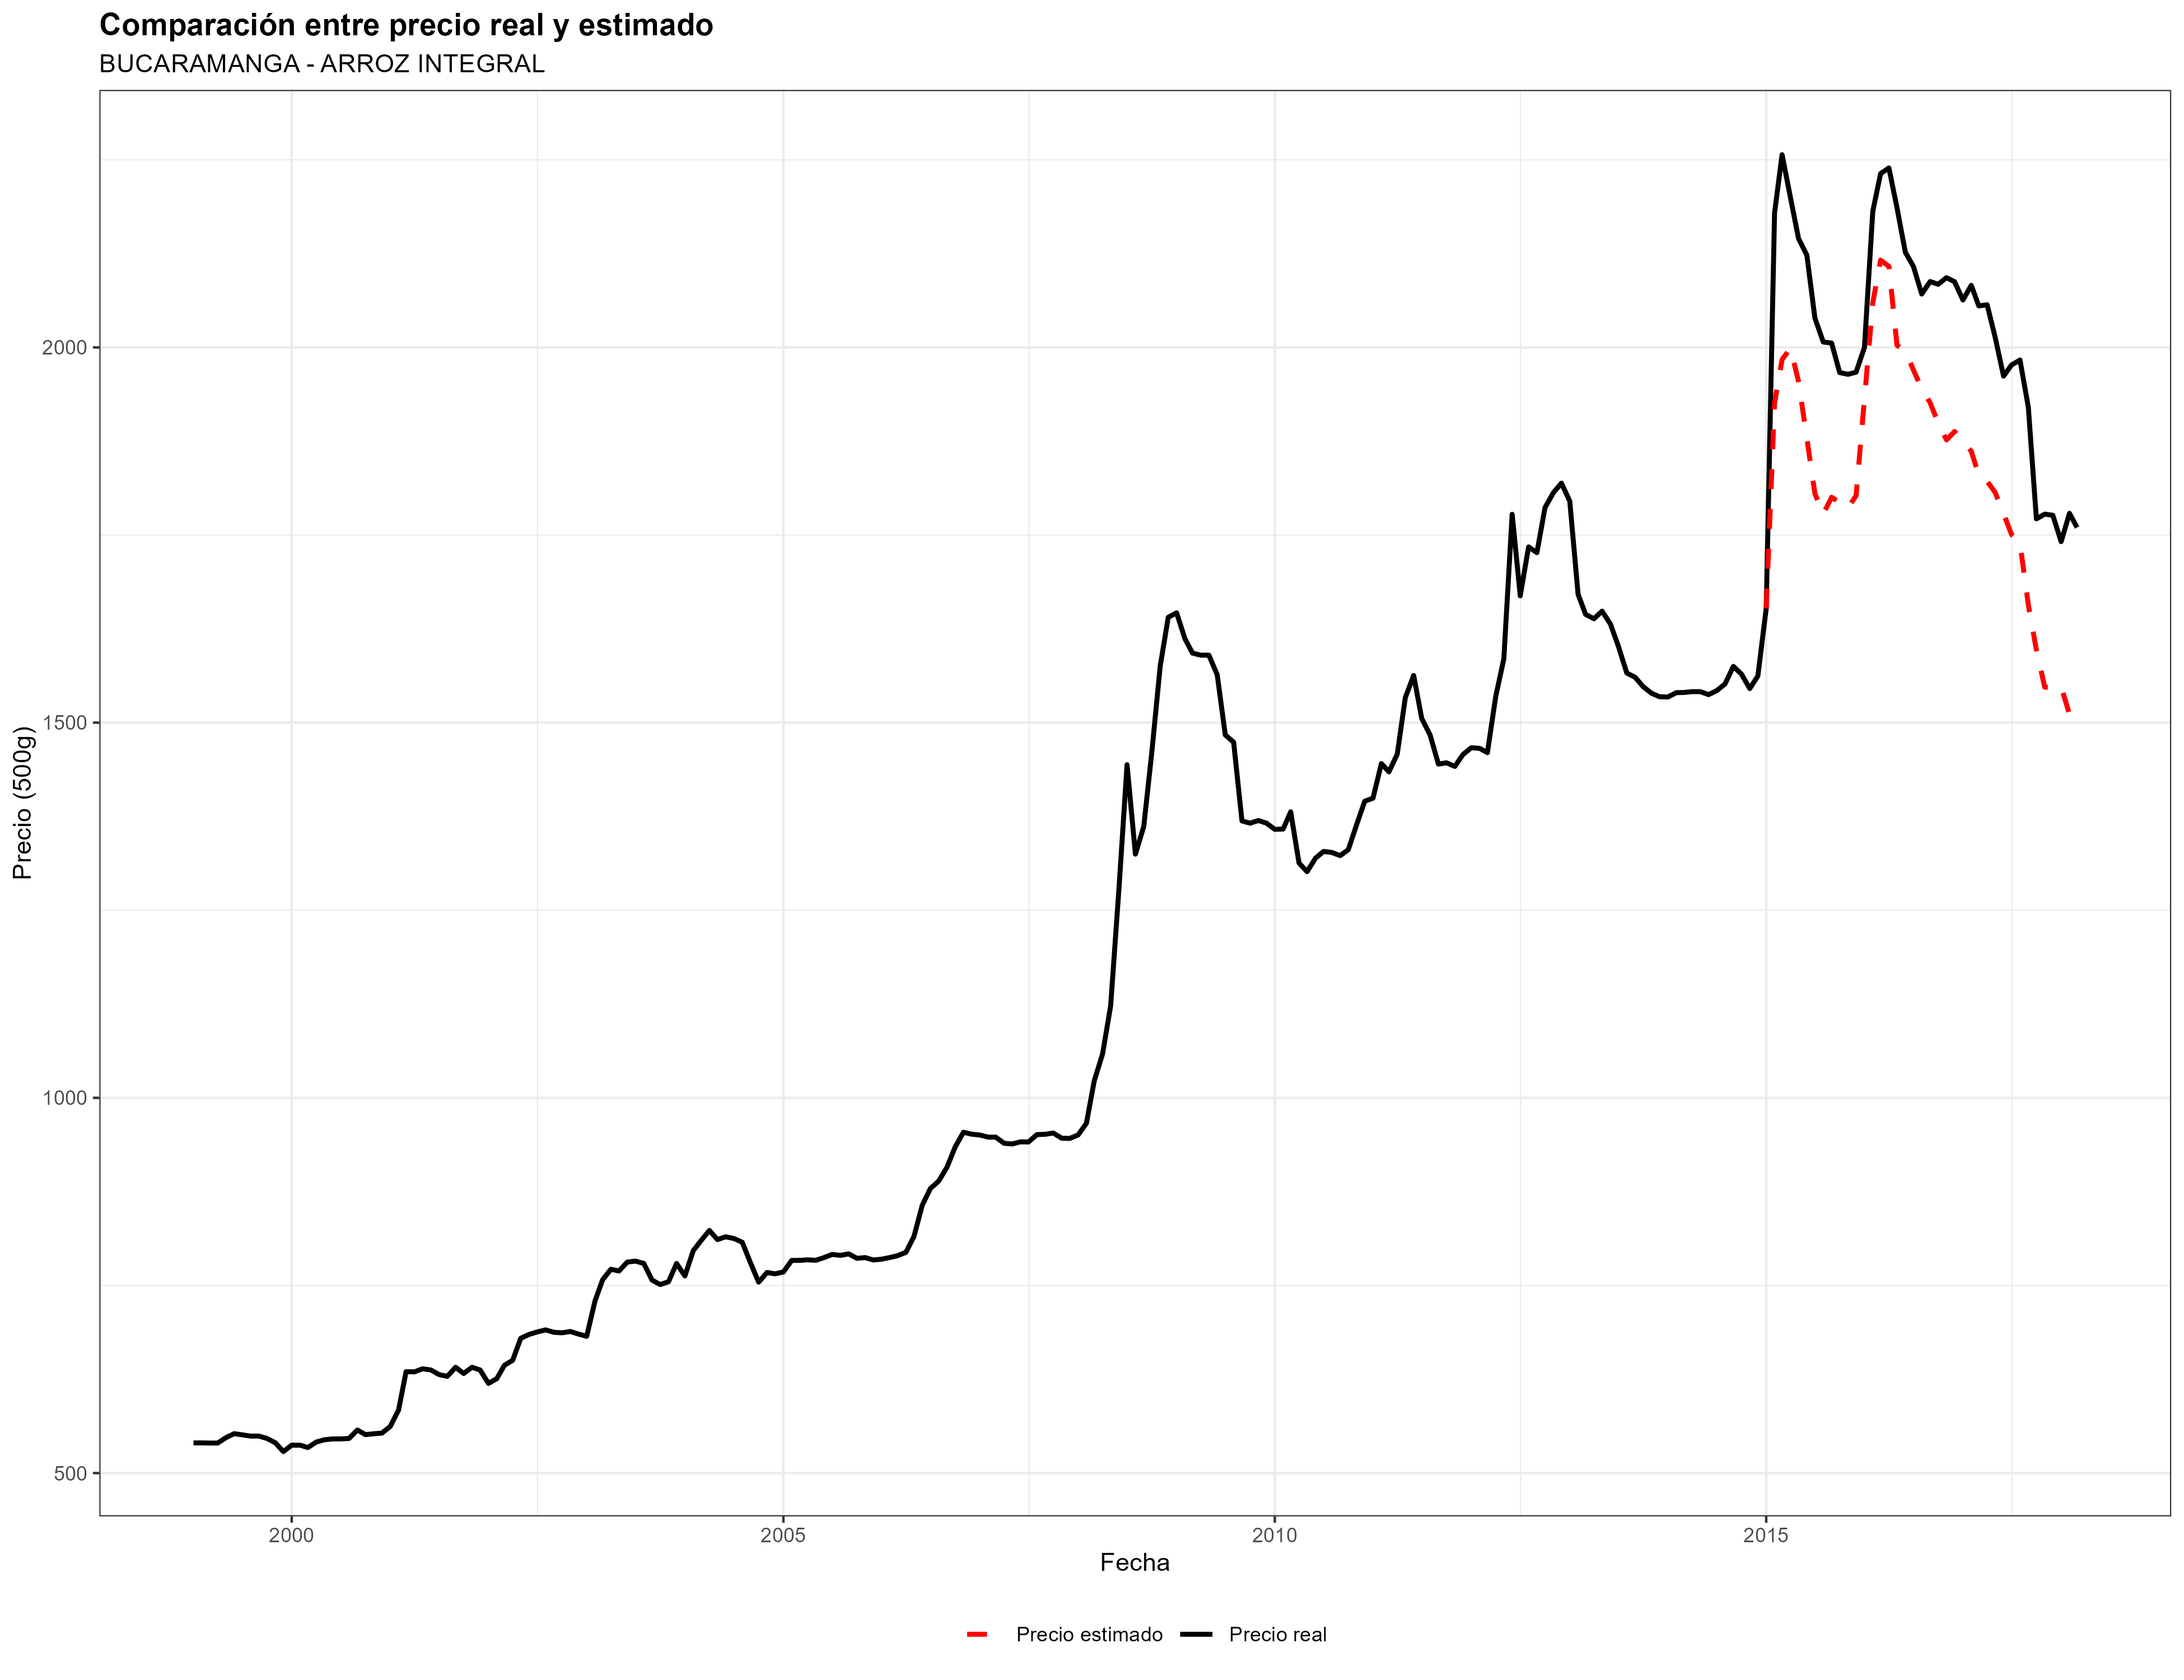 Comparación entre precio real y estimado
BUCARAMANGA - ARROZ INTEGRAL
Precio (500g)
2000
1500
1000
500
2000
2005
2010
2015
Fecha
Precio estimado
Precio real